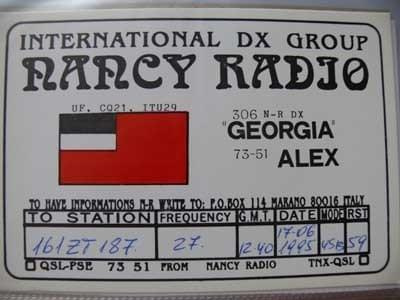 INTERNATIONAL DX GROUP
NANCY RADIO
UF, CQ21, ITU29
306 N-R DX
"GEORGIA"
73-51 ALEX
TO HAVE INFORMATIONS N-R WRITE TO: P.O.BOX 114 MARANO 80016 ITALY
TO STATION FREQUENCY G.M.T. DATE MODE RST
161ZT187. 27. 12.40 17-06 1995 USB 59
QSL-PSE 73 51 FROM NANCY RADIO TNX-QSL